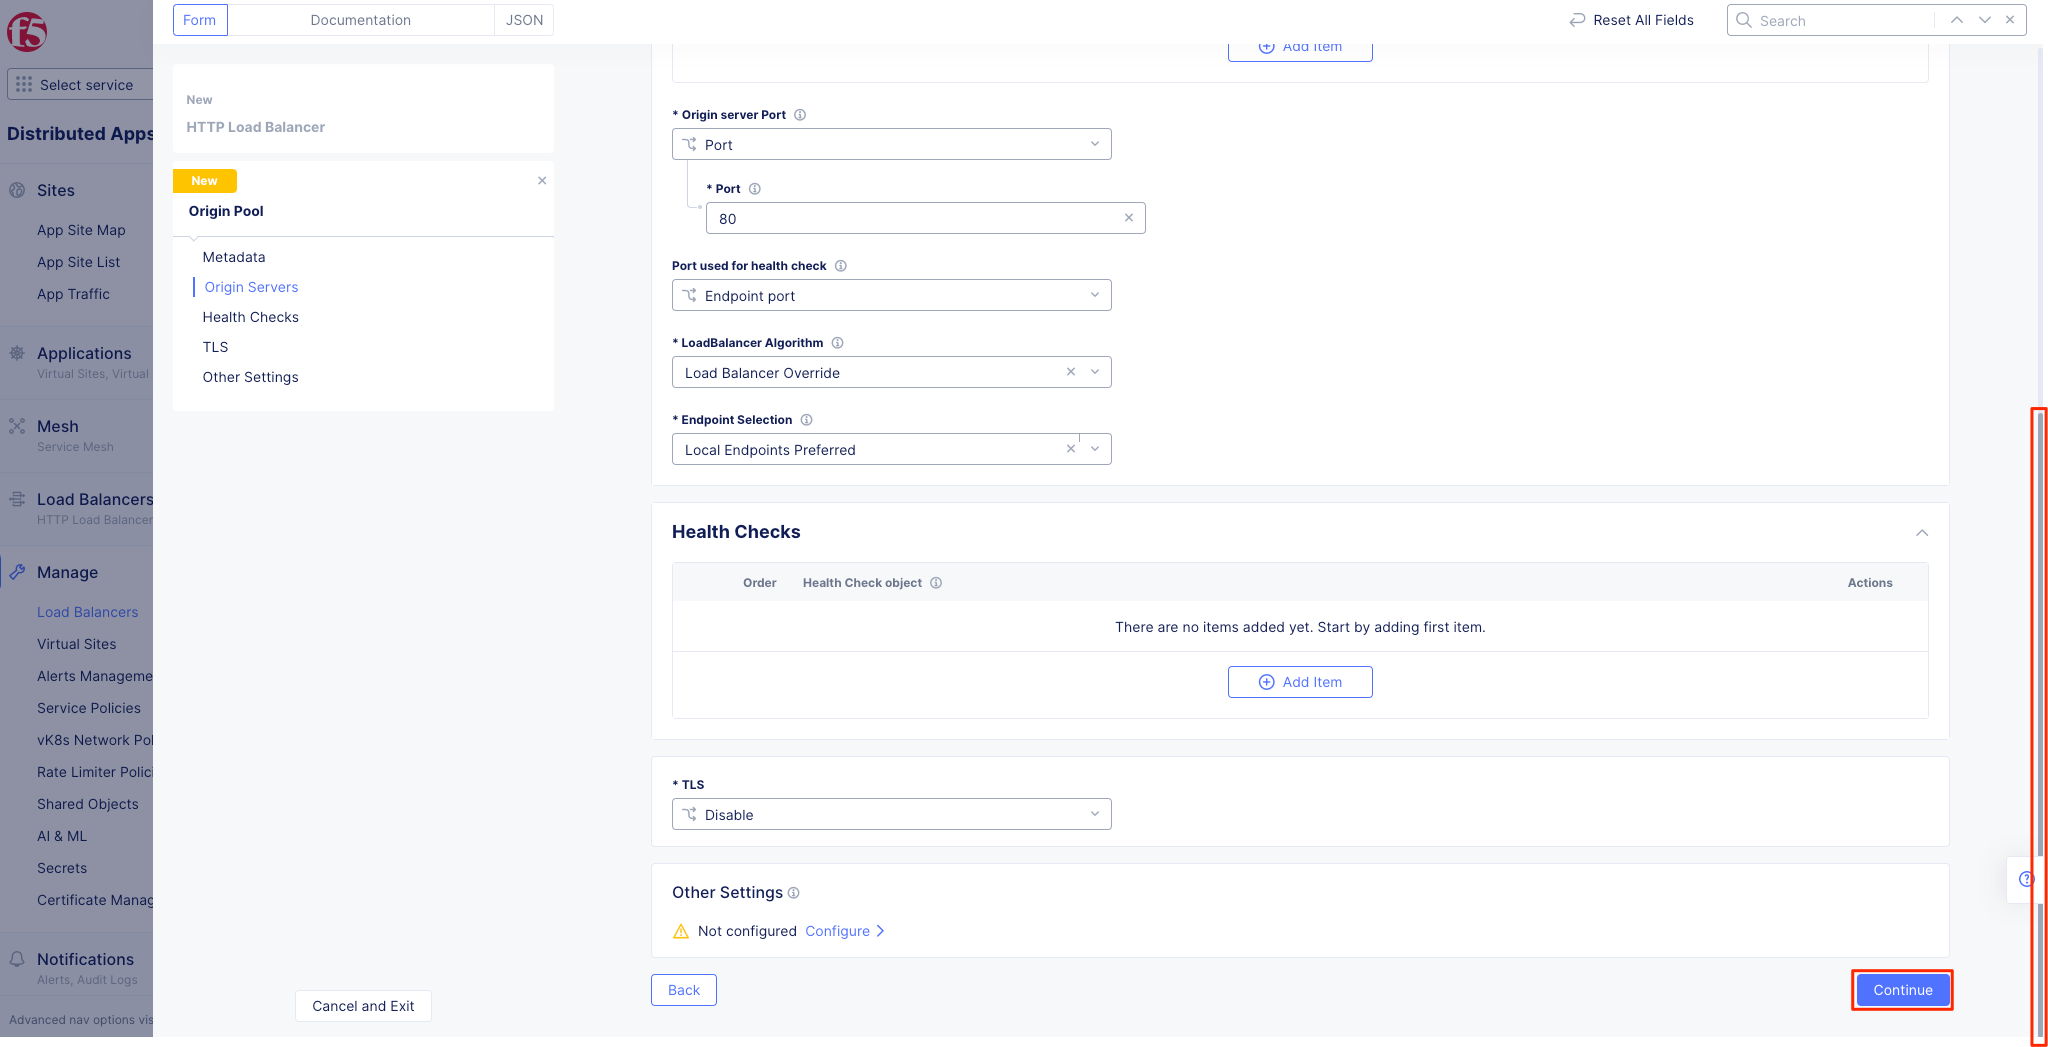 f5
Select service
Distributed Apps
Sites
App Site Map
App Site List
App Traffic
Applications
Virtual Sites, Virtual
Mesh
Service Mesh
Load Balancers
HTTP Load Balancer
Manage
Load Balancers
Virtual Sites
Alerts Manageme
Service Policies
vK8s Network Pol
Rate Limiter Polici
Shared Objects
AI & ML
Secrets
Certificate Manag
Notifications
Alerts, Audit Logs
Advanced nav options vis
Form
Documentation
JSON
Reset All Fields
Search
New
HTTP Load Balancer
New
Origin Pool
Metadata
Origin Servers
Health Checks
TLS
Other Settings
Cancel and Exit
Add Item
* Origin server Port
Port
* Port
80
Port used for health check
Endpoint port
* LoadBalancer Algorithm
Load Balancer Override
* Endpoint Selection
Local Endpoints Preferred
Health Checks
Order Health Check object Actions
There are no items added yet. Start by adding first item.
Add Item
* TLS
Disable
Other Settings
Not configured Configure
Back
Continue